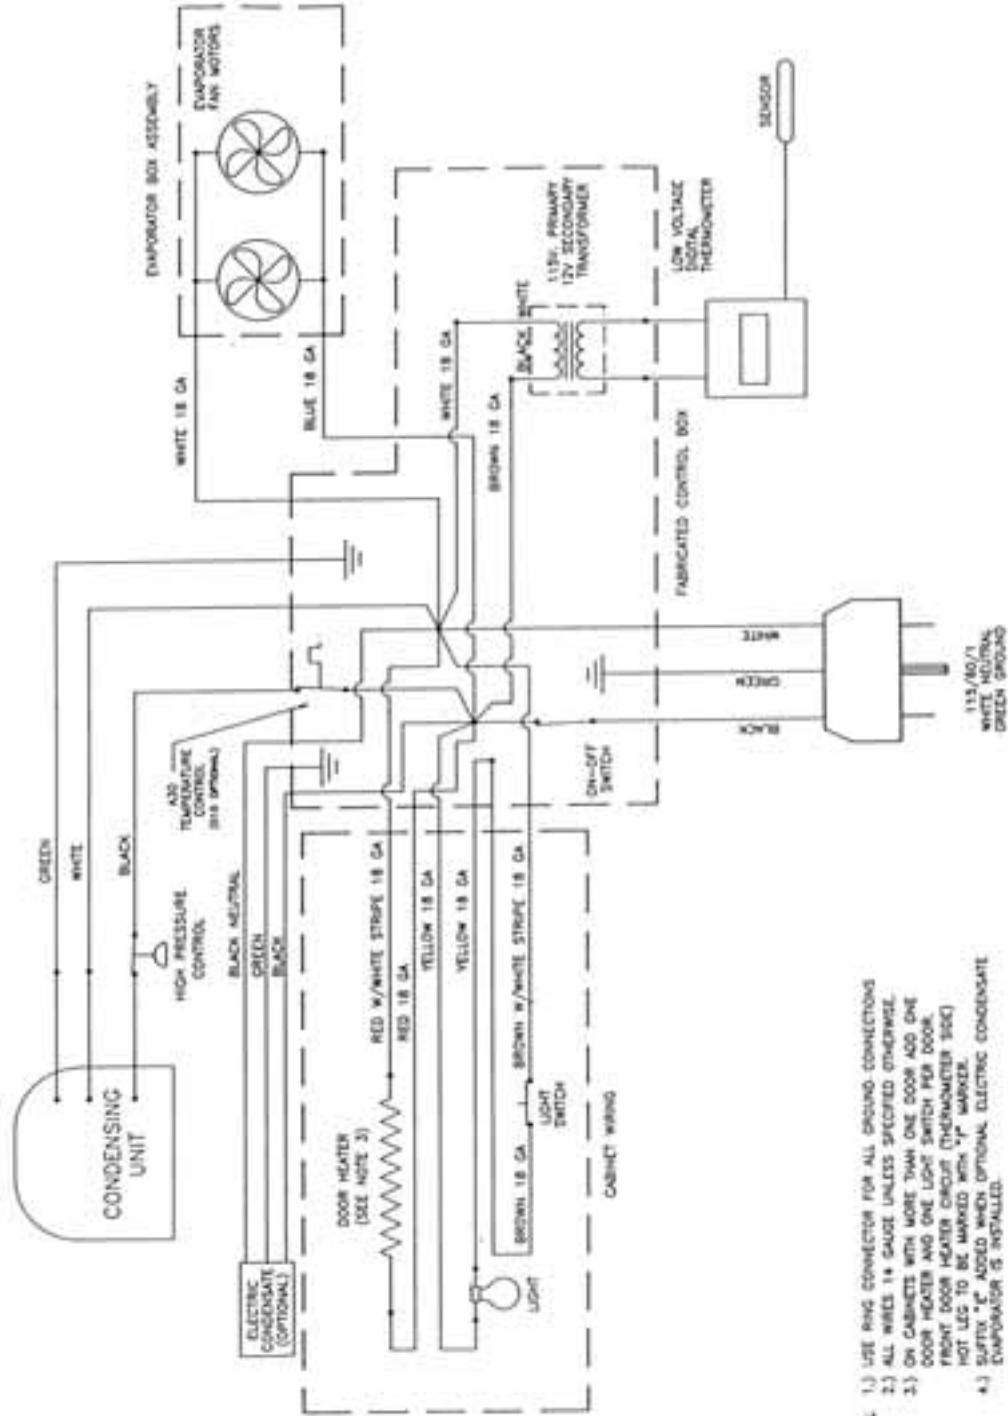 EVAPORATOR BOX ASSEMBLY
EVAPORATOR
FAN MOTORS
WHITE 18 GA
BLUE 18 GA
GREEN
WHITE
BLACK
HIGH PRESSURE
CONTROL
CONDENSING
UNIT
TEMPERATURE
CONTROL
BLACK NEUTRAL
GREEN
BLACK
ELECTRIC
CONDENSATE
(OPTIONAL)
DOOR HEATER
(SEE NOTE 3)
RED W/WHITE STRIPE 18 GA
RED 18 GA
YELLOW 18 GA
YELLOW 18 GA
BROWN W/WHITE STRIPE 18 GA
BROWN 18 GA
LIGHT
SWITCH
LIGHT
CABINET WIRING
ON-OFF
SWITCH
WHITE 18 GA
BROWN 18 GA
BLACK
WHITE
115V. PRIMARY
12V SECONDARY
TRANSFORMER
LOW VOLTAGE
DIGITAL
THERMOMETER
SENSOR
FABRICATED CONTROL BOX
WHITE
GREEN
BLACK
115/60/1
WHITE NEUTRAL
GREEN GROUND
1.) USE RING CONNECTOR FOR ALL GROUND CONNECTIONS
2.) ALL WIRES 14 GAUGE UNLESS SPECIFIED OTHERWISE.
3.) ON CABINETS WITH MORE THAN ONE DOOR ADD ONE
DOOR HEATER AND ONE LIGHT SWITCH PER DOOR.
FRONT DOOR HEATER CIRCUIT (THERMOMETER SIDE)
HOT LEG TO BE MARKED WITH "F" MARKER.
4.) SUFFIX "E" ADDED WHEN OPTIONAL ELECTRIC CONDENSATE
EVAPORATOR IS INSTALLED.